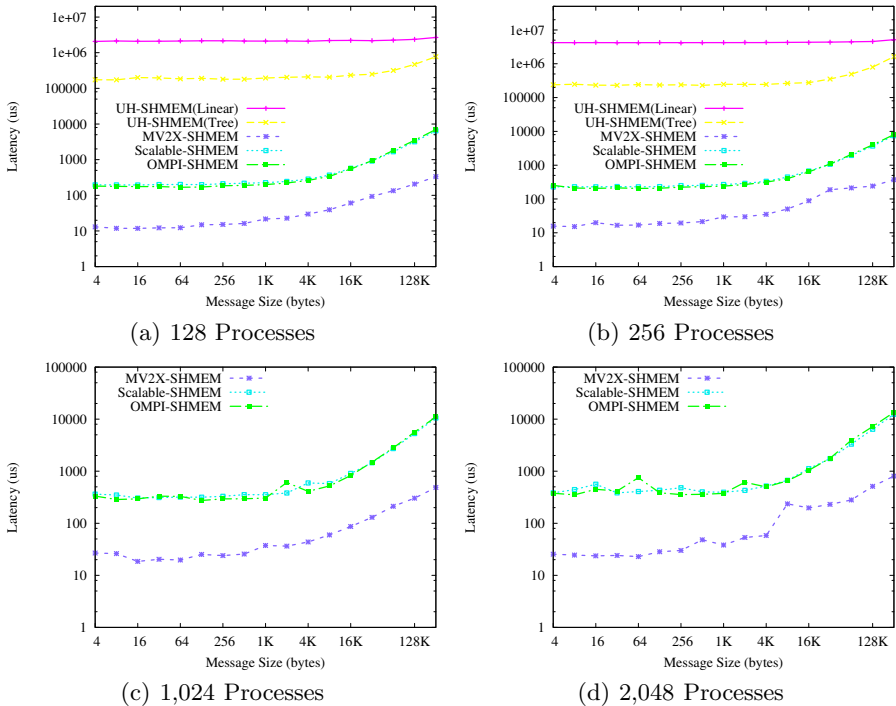 1e+07
1e+06
100000
10000
1000
100
10
1
Latency (us)
UH-SHMEM(Linear)
UH-SHMEM(Tree)
MV2X-SHMEM
Scalable-SHMEM
OMPI-SHMEM
4 16 64 256 1K 4K 16K 128K
Message Size (bytes)
(a) 128 Processes
1e+07
1e+06
100000
10000
1000
100
10
1
Latency (us)
UH-SHMEM(Linear)
UH-SHMEM(Tree)
MV2X-SHMEM
Scalable-SHMEM
OMPI-SHMEM
4 16 64 256 1K 4K 16K 128K
Message Size (bytes)
(b) 256 Processes
100000
10000
1000
100
10
1
Latency (us)
MV2X-SHMEM
Scalable-SHMEM
OMPI-SHMEM
4 16 64 256 1K 4K 16K 128K
Message Size (bytes)
(c) 1,024 Processes
100000
10000
1000
100
10
1
Latency (us)
MV2X-SHMEM
Scalable-SHMEM
OMPI-SHMEM
4 16 64 256 1K 4K 16K 128K
Message Size (bytes)
(d) 2,048 Processes